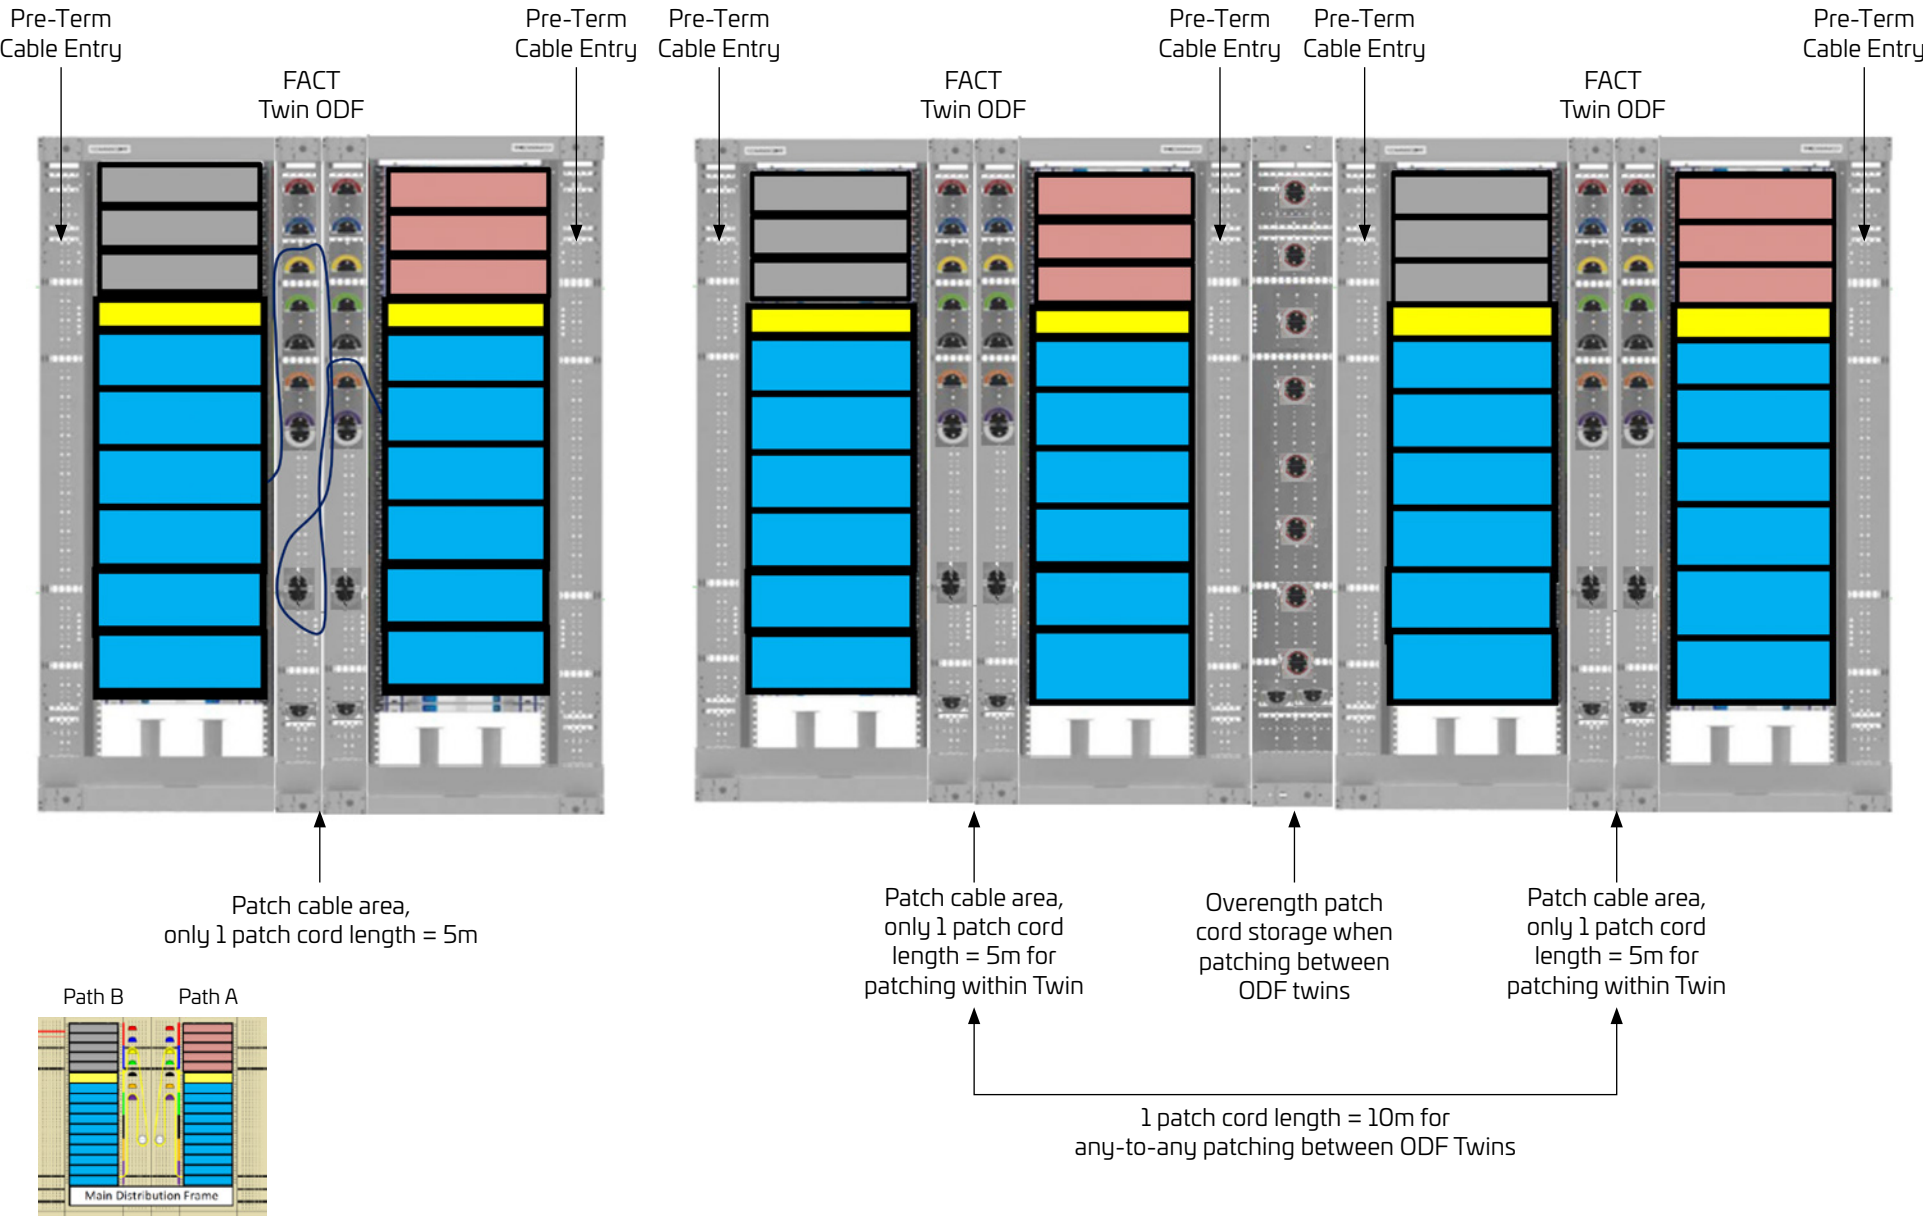 Pre-Term
Cable Entry
Pre-Term
Cable Entry
Pre-Term
Cable Entry
Pre-Term
Cable Entry
Pre-Term
Cable Entry
Pre-Term
Cable Entry
FACT
Twin ODF
FACT
Twin ODF
FACT
Twin ODF
Patch cable area,
only 1 patch cord length = 5m
Patch cable area,
only 1 patch cord
length = 5m for
patching within Twin
Overength patch
cord storage when
patching between
ODF twins
Patch cable area,
only 1 patch cord
length = 5m for
patching within Twin
1 patch cord length = 10m for
any-to-any patching between ODF Twins
Path B
Path A
Main Distribution Frame